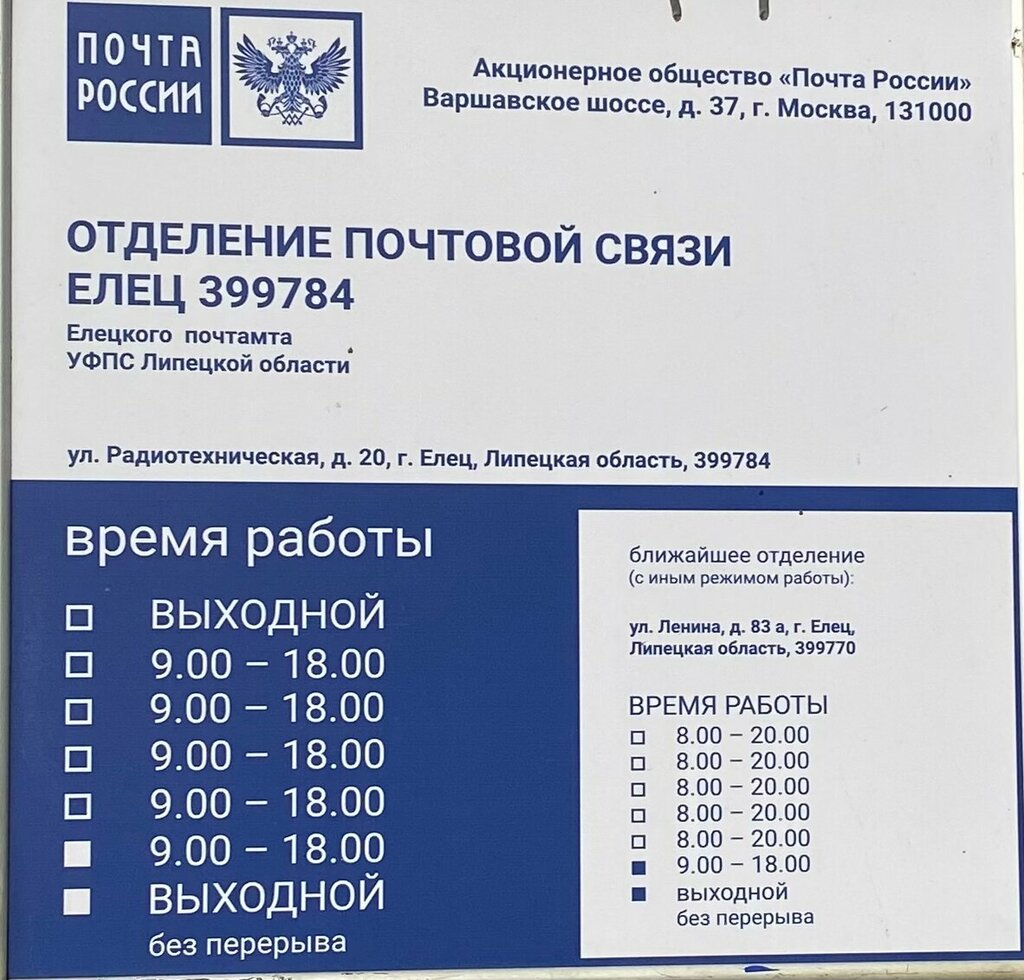 ПОЧТА
РОССИИ
Акционерное общество «Почта России»
Варшавское шоссе, д. 37, г. Москва, 131000
ОТДЕЛЕНИЕ ПОЧТОВОЙ СВЯЗИ
ЕЛЕЦ 399784
Елецкого почтамта
УФПС Липецкой области
ул. Радиотехническая, д. 20, г. Елец, Липецкая область, 399784
время работы
ВЫХОДНОЙ
9.00 – 18.00
9.00 – 18.00
9.00 – 18.00
9.00 – 18.00
9.00 – 18.00
ВЫХОДНОЙ
без перерыва
ближайшее отделение
(с иным режимом работы):
ул. Ленина, д. 83 а, г. Елец,
Липецкая область, 399770
ВРЕМЯ РАБОТЫ
8.00 – 20.00
8.00 – 20.00
8.00 – 20.00
8.00 – 20.00
8.00 – 20.00
9.00 – 18.00
выходной
без перерыва